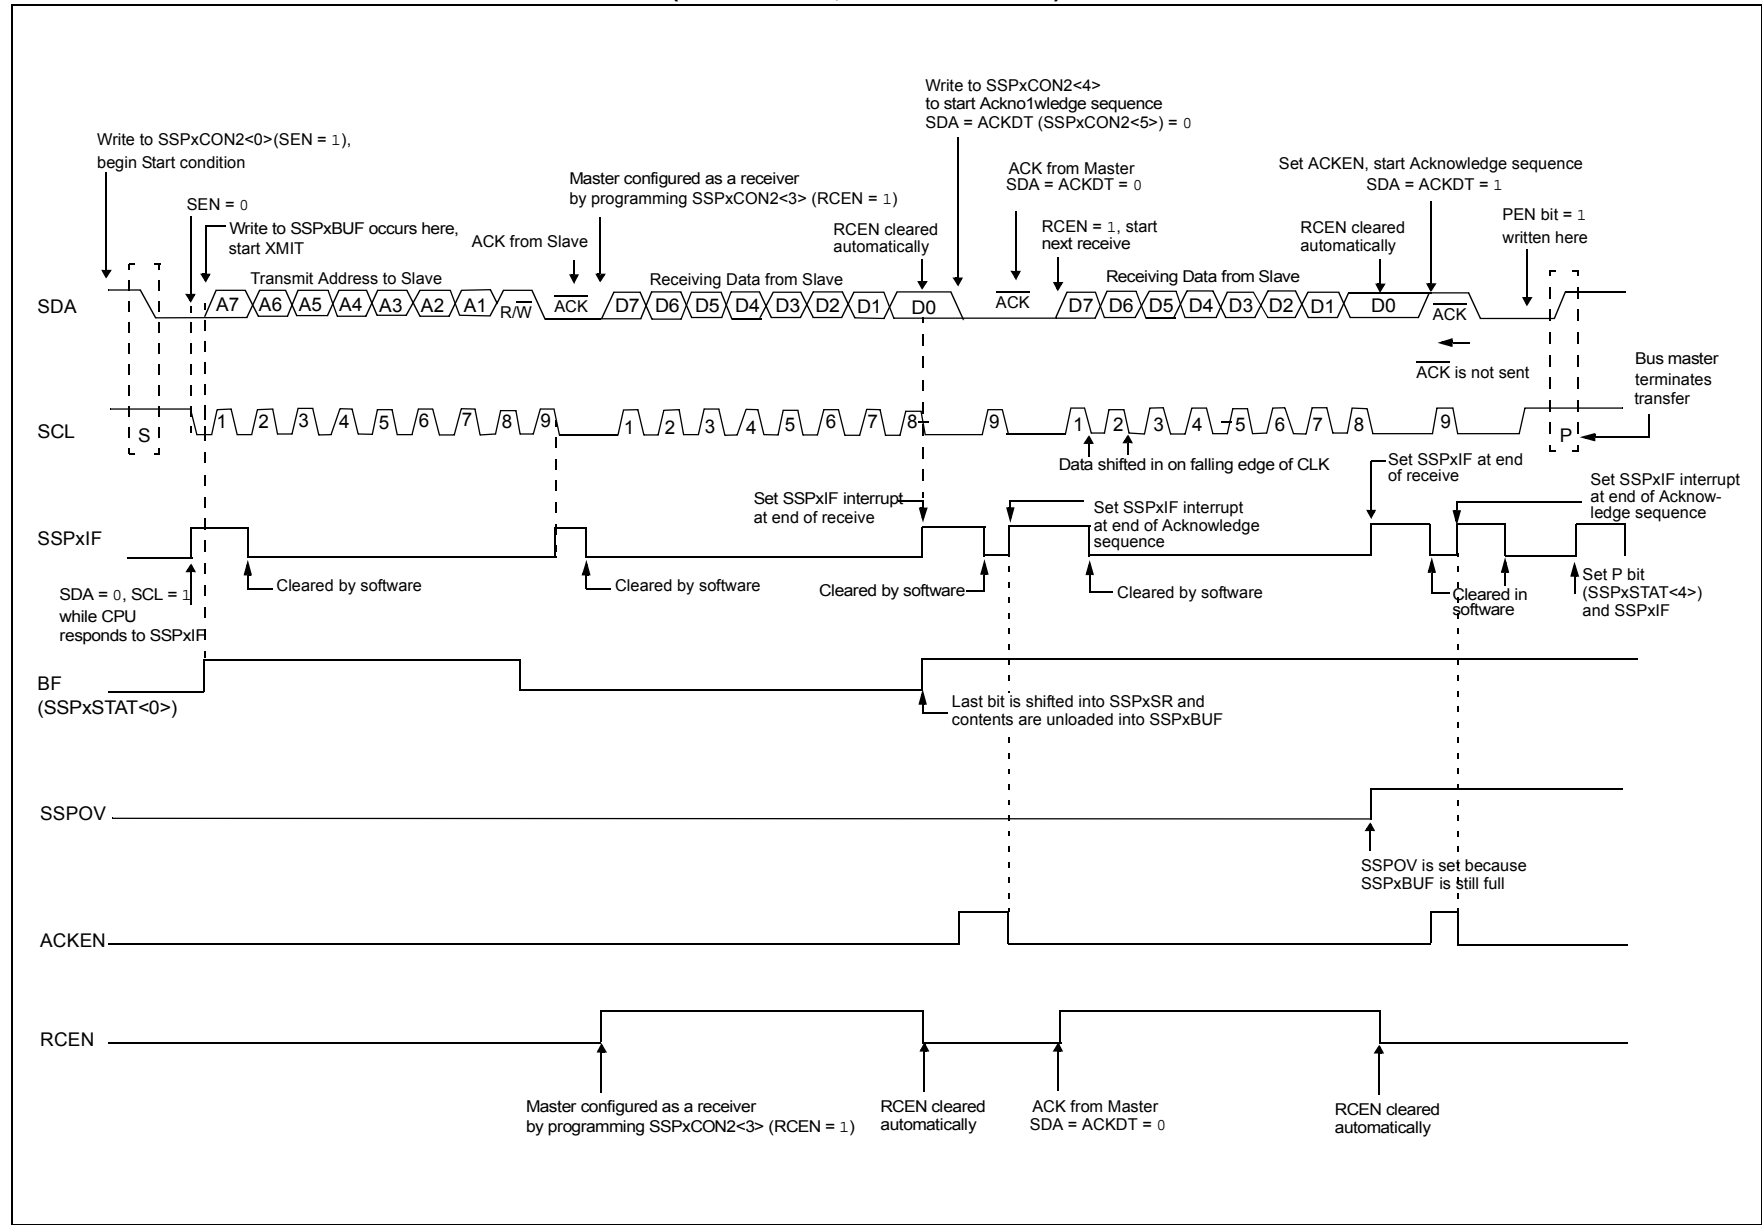 Write to SSPxCON2<4>
to start Ackno1wledge sequence
SDA = ACKDT (SSPxCON2<5>) = 0
Write to SSPxCON2<0>(SEN = 1),
begin Start condition
ACK from Master
SDA = ACKDT = 0
Set ACKEN, start Acknowledge sequence
SDA = ACKDT = 1
Master configured as a receiver
by programming SSPxCON2<3> (RCEN = 1)
SEN = 0
PEN bit = 1
written here
Write to SSPxBUF occurs here,
start XMIT
ACK from Slave
RCEN cleared
automatically
RCEN = 1, start
next receive
RCEN cleared
automatically
Transmit Address to Slave
Receiving Data from Slave
Receiving Data from Slave
SDA
A7 A6 A5 A4 A3 A2 A1 R/W ACK D7 D6 D5 D4 D3 D2 D1 D0 ACK D7 D6 D5 D4 D3 D2 D1 D0 ACK
ACK is not sent
Bus master
terminates
transfer
SCL
S 1 2 3 4 5 6 7 8 9 1 2 3 4 5 6 7 8 9 1 2 3 4 5 6 7 8 9 P
Data shifted in on falling edge of CLK
Set SSPxIF at end
of receive
Set SSPxIF interrupt
at end of receive
Set SSPxIF interrupt
at end of Acknowledge
sequence
Set SSPxIF interrupt
at end of Acknow-
ledge sequence
SSPxIF
SDA = 0, SCL = 1
while CPU
responds to SSPxIF
Cleared by software
Cleared by software
Cleared by software
Cleared by software
Cleared in
software
Set P bit
(SSPxSTAT<4>)
and SSPxIF
BF
(SSPxSTAT<0>)
Last bit is shifted into SSPxSR and
contents are unloaded into SSPxBUF
SSPOV
SSPOV is set because
SSPxBUF is still full
ACKEN
RCEN
Master configured as a receiver
by programming SSPxCON2<3> (RCEN = 1)
RCEN cleared
automatically
ACK from Master
SDA = ACKDT = 0
RCEN cleared
automatically